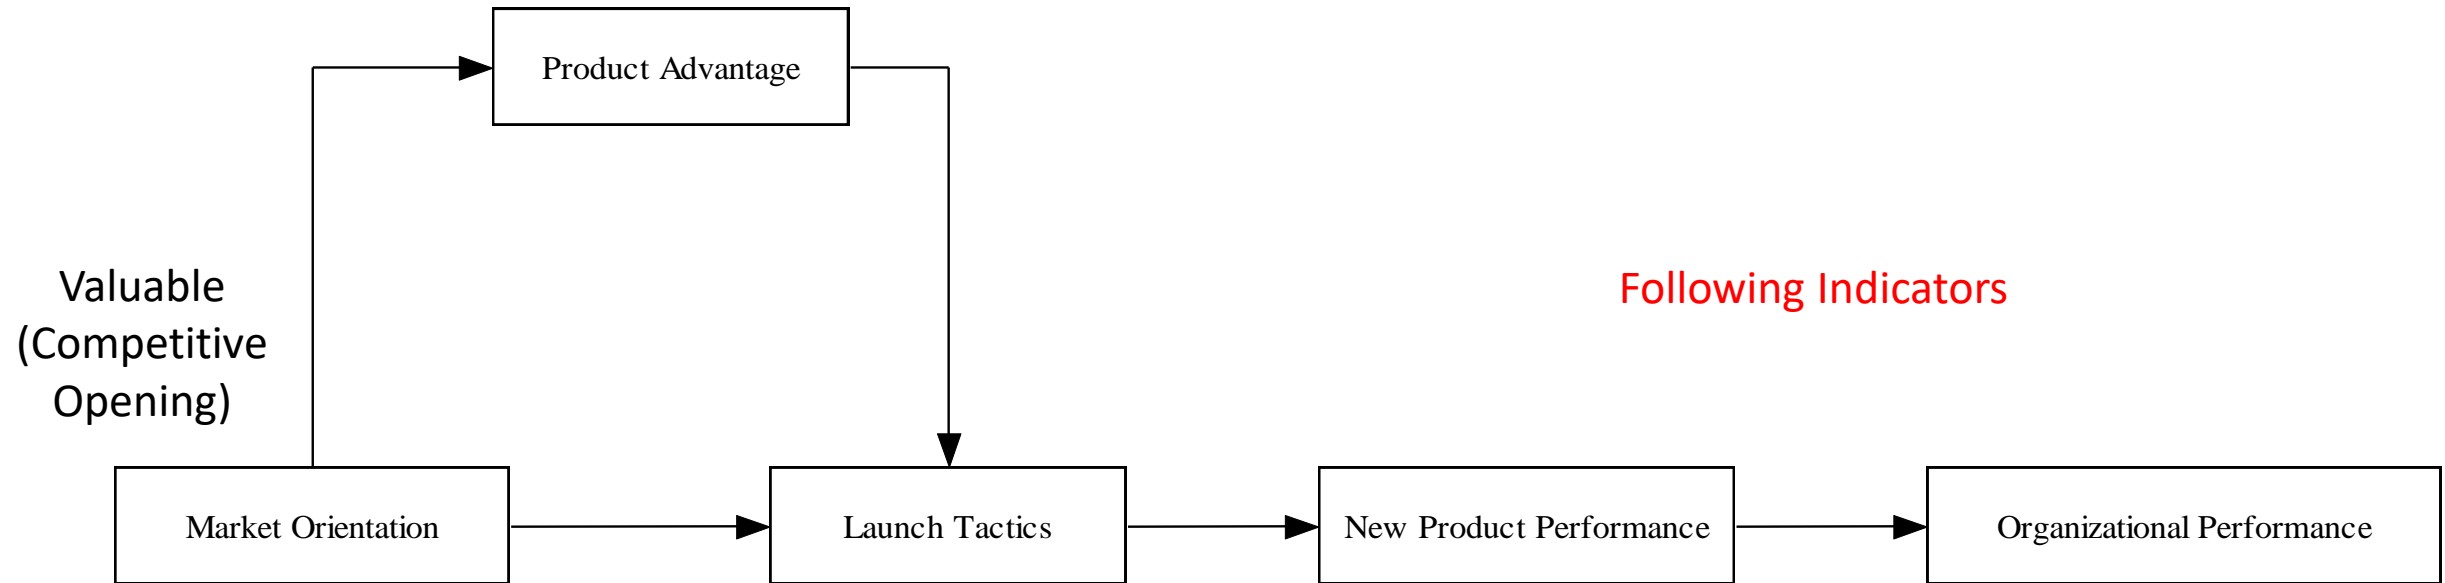 Product Advantage
Valuable
(Competitive
Opening)
Following Indicators
Market Orientation
Launch Tactics
New Product Performance
Organizational Performance